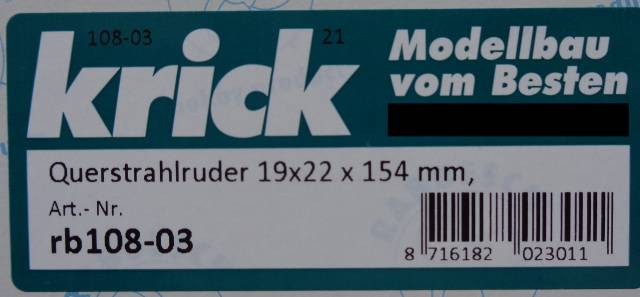 108-03 21
krick
Modellbau
vom Besten
Querstrahlruder 19x22 x 154 mm,
Art.- Nr.
rb108-03
8 716182 023011